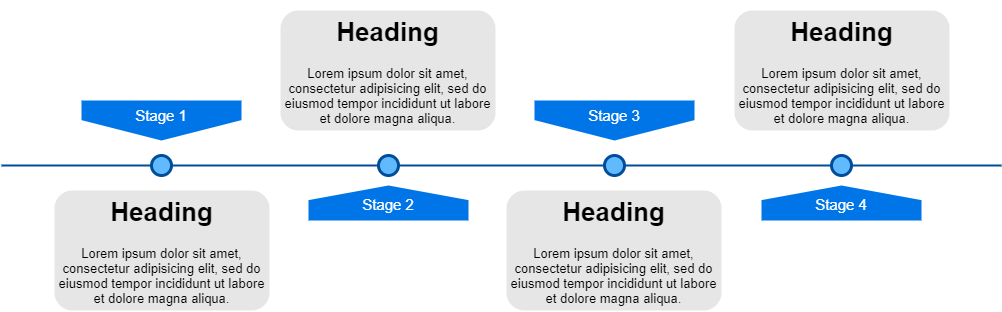 Stage 1
Heading
Lorem ipsum dolor sit amet,
consectetur adipisicing elit, sed do
eiusmod tempor incididunt ut labore
et dolore magna aliqua.
Heading
Lorem ipsum dolor sit amet,
consectetur adipisicing elit, sed do
eiusmod tempor incididunt ut labore
et dolore magna aliqua.
Stage 2
Stage 3
Heading
Lorem ipsum dolor sit amet,
consectetur adipisicing elit, sed do
eiusmod tempor incididunt ut labore
et dolore magna aliqua.
Heading
Lorem ipsum dolor sit amet,
consectetur adipisicing elit, sed do
eiusmod tempor incididunt ut labore
et dolore magna aliqua.
Stage 4